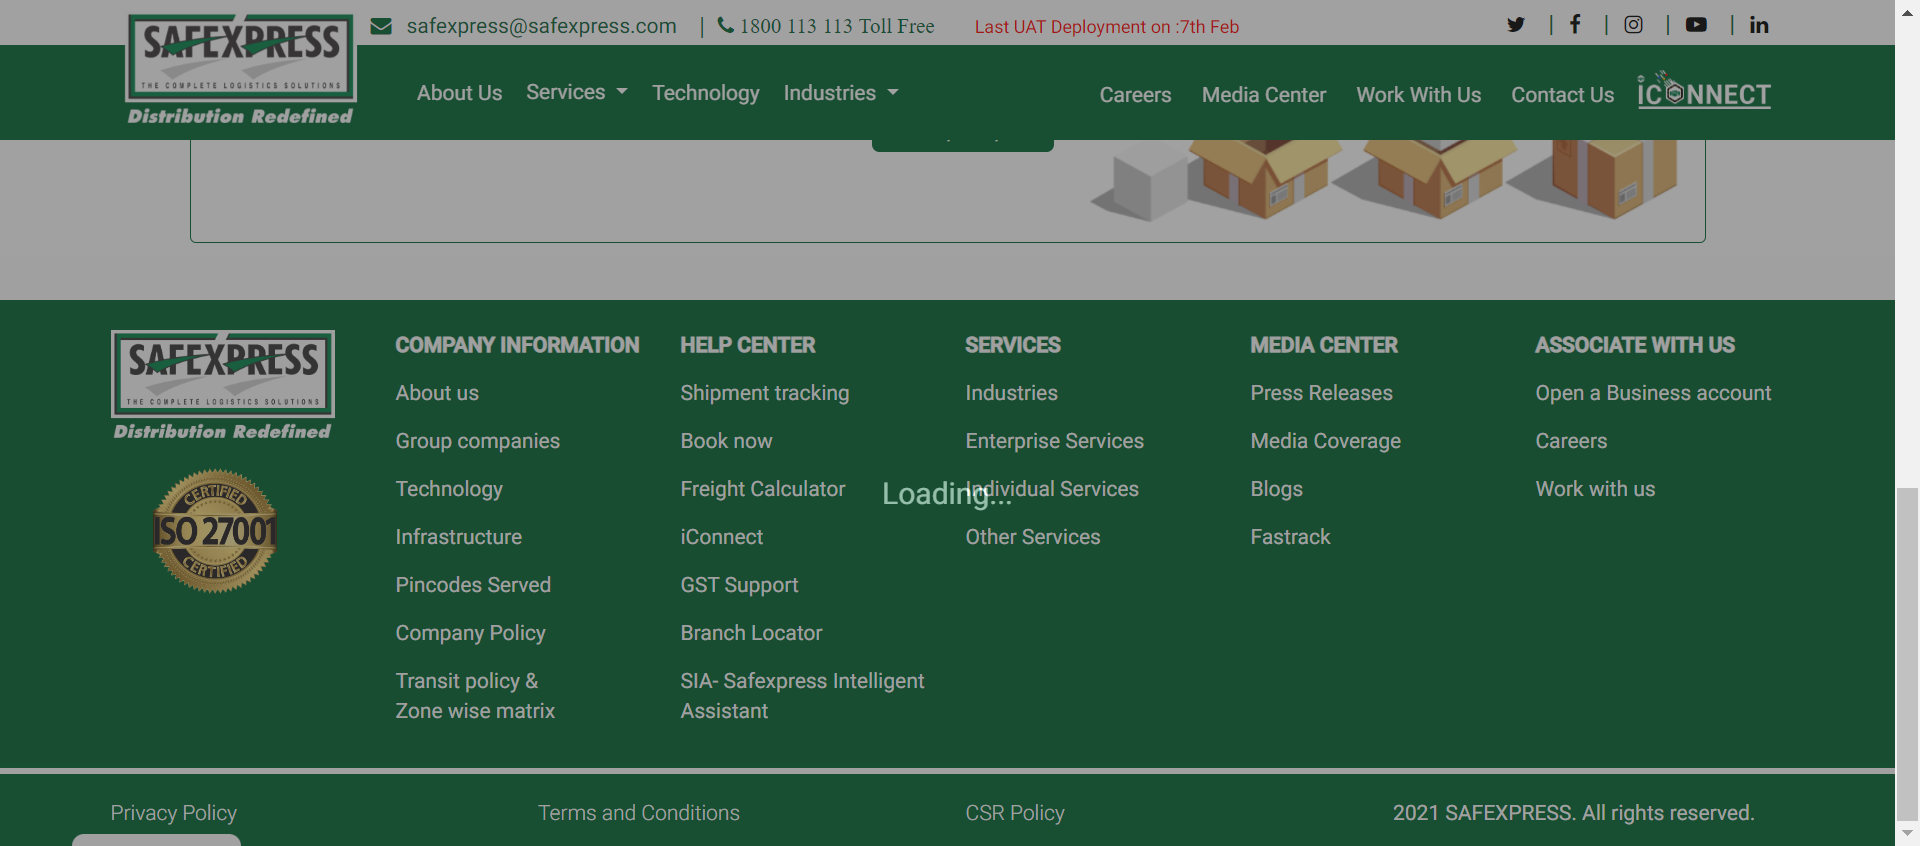 safexpress@safexpress.com | 1800 113 113 Toll Free Last UAT Deployment on :7th Feb | | | |
SAFEXPRESS
THE COMPLETE LOGISTICS SOLUTIONS
Distribution Redefined
About Us Services Technology Industries Careers Media Center Work With Us Contact Us iCONNECT
SAFEXPRESS
THE COMPLETE LOGISTICS SOLUTIONS
Distribution Redefined
CERTIFIED
ISO 27001
CERTIFIED
COMPANY INFORMATION
About us
Group companies
Technology
Infrastructure
Pincodes Served
Company Policy
Transit policy &
Zone wise matrix
HELP CENTER
Shipment tracking
Book now
Freight Calculator
iConnect
GST Support
Branch Locator
SIA- Safexpress Intelligent
Assistant
Loading...
SERVICES
Industries
Enterprise Services
Individual Services
Other Services
MEDIA CENTER
Press Releases
Media Coverage
Blogs
Fastrack
ASSOCIATE WITH US
Open a Business account
Careers
Work with us
Privacy Policy Terms and Conditions CSR Policy 2021 SAFEXPRESS. All rights reserved.